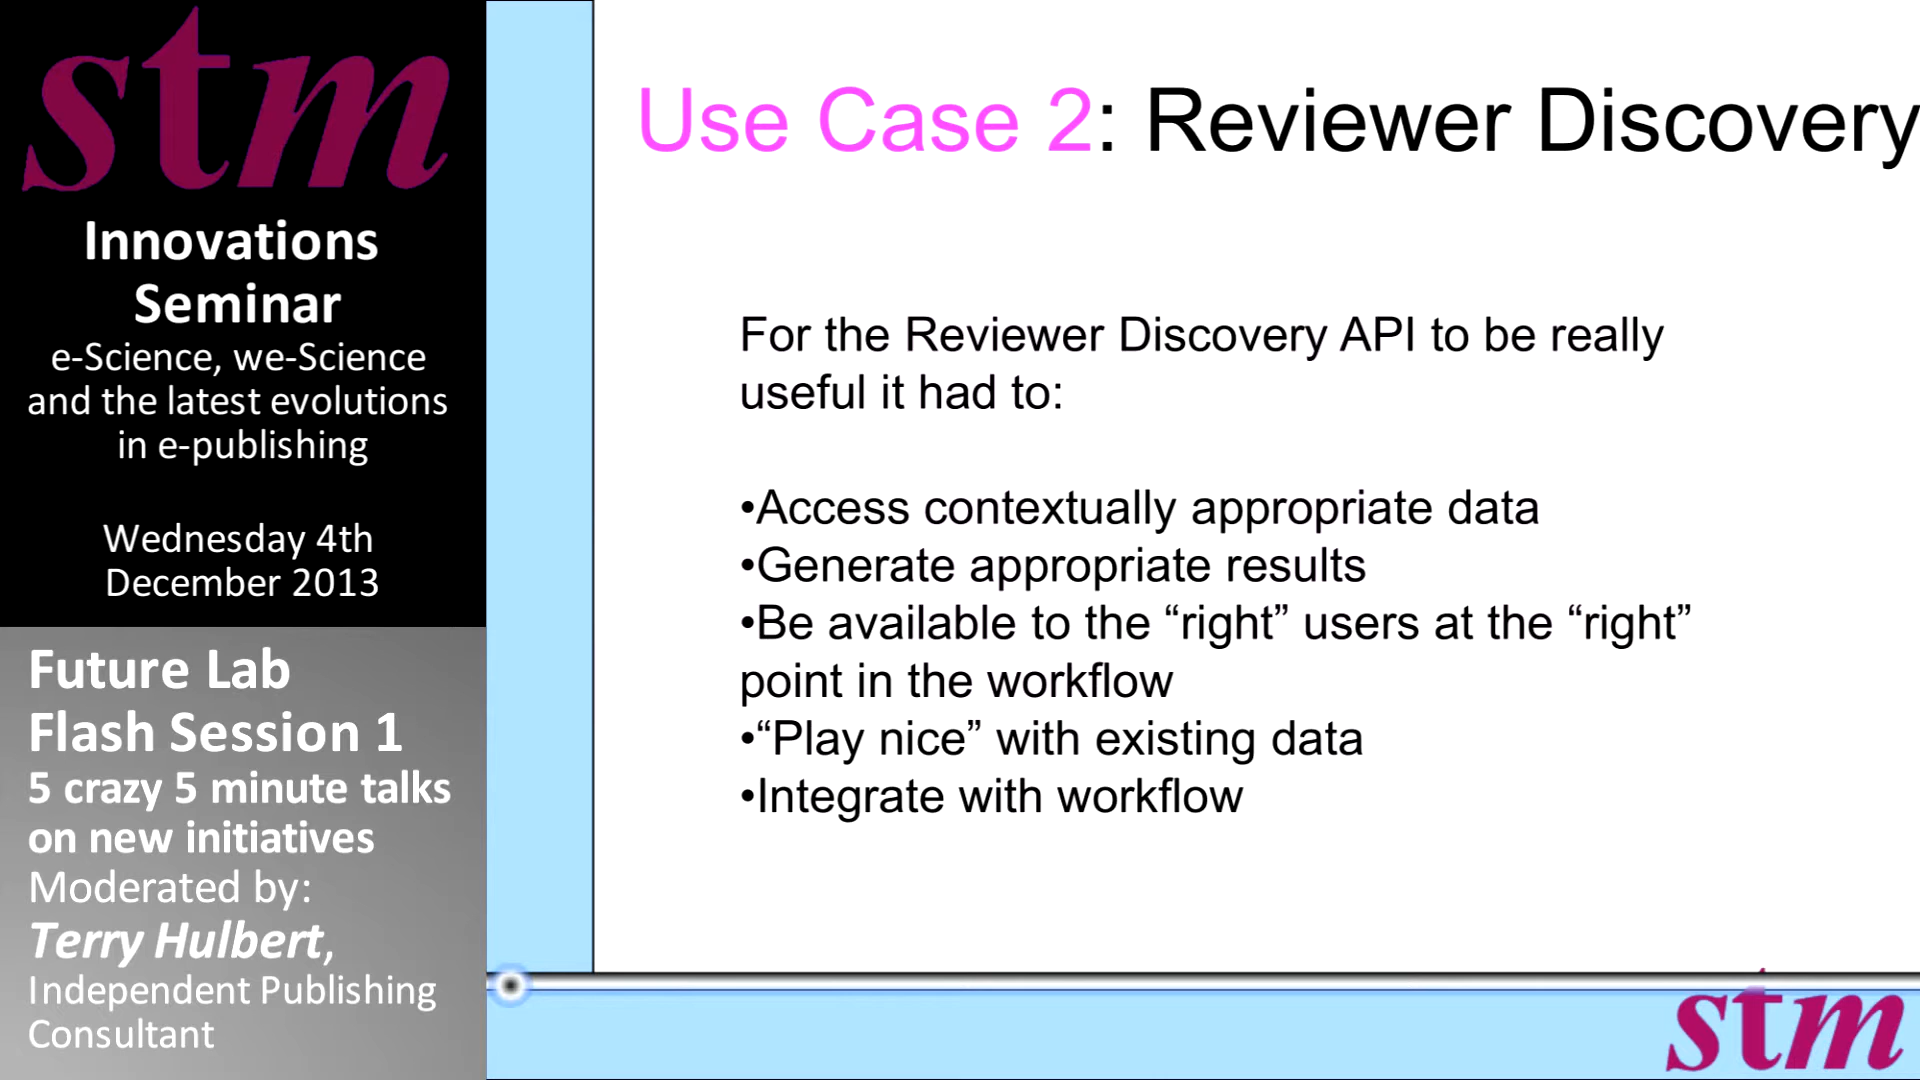 stm
Innovations
Seminar
e-Science, we-Science
and the latest evolutions
in e-publishing
Wednesday 4th
December 2013
Future Lab
Flash Session 1
5 crazy 5 minute talks
on new initiatives
Moderated by:
Terry Hulbert,
Independent Publishing
Consultant
Use Case 2: Reviewer Discovery
For the Reviewer Discovery API to be really
useful it had to:
•Access contextually appropriate data
•Generate appropriate results
•Be available to the “right” users at the “right”
point in the workflow
•“Play nice” with existing data
•Integrate with workflow
stm